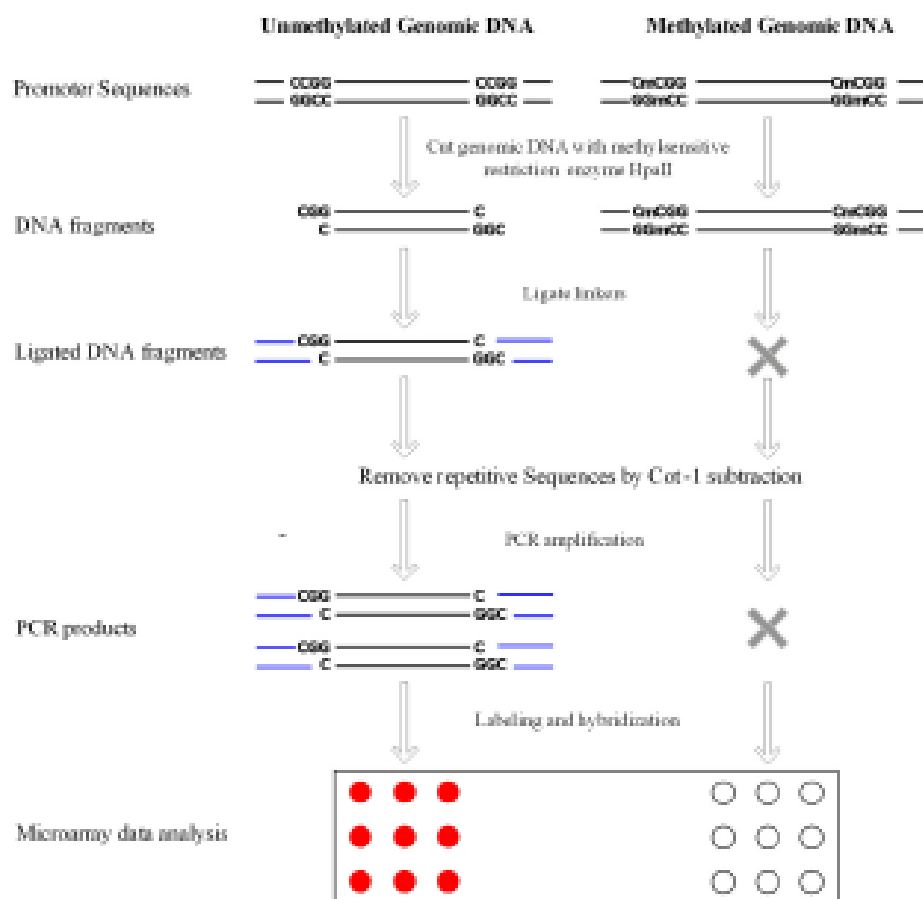 Unmethylated Genomic DNA Methylated Genomic DNA
Promoter Sequences CCGG CCGG CmCGG CmCGG
GGCC GGCC GGmCC GGmCC
Cut genomic DNA with methylsensitive
restriction enzyme HpaII
DNA fragments CGG C CmCGG CmCGG
C GGC GGmCC GGmCC
Ligate linkers
Ligated DNA fragments CGG C
C GGC
Remove repetitive Sequences by Cot-1 subtraction
PCR amplification
CGG C
C GGC
PCR products
CGG C
C GGC
Labeling and hybridization
Microarray data analysis